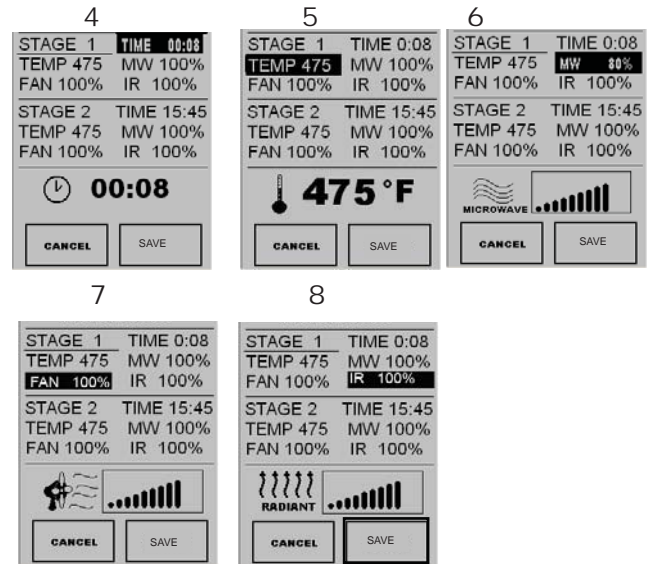 4
STAGE 1 TIME 00:08
TEMP 475 MW 100%
FAN 100% IR 100%
STAGE 2 TIME 15:45
TEMP 475 MW 100%
FAN 100% IR 100%
00:08
CANCEL SAVE
5
STAGE 1 TIME 0:08
TEMP 475 MW 100%
FAN 100% IR 100%
STAGE 2 TIME 15:45
TEMP 475 MW 100%
FAN 100% IR 100%
475°F
CANCEL SAVE
6
STAGE 1 TIME 0:08
TEMP 475 MW 80%
FAN 100% IR 100%
STAGE 2 TIME 15:45
TEMP 475 MW 100%
FAN 100% IR 100%
MICROWAVE
CANCEL SAVE
7
STAGE 1 TIME 0:08
TEMP 475 MW 100%
FAN 100% IR 100%
STAGE 2 TIME 15:45
TEMP 475 MW 100%
FAN 100% IR 100%
CANCEL SAVE
8
STAGE 1 TIME 0:08
TEMP 475 MW 100%
FAN 100% IR 100%
STAGE 2 TIME 15:45
TEMP 475 MW 100%
FAN 100% IR 100%
RADIANT
CANCEL SAVE